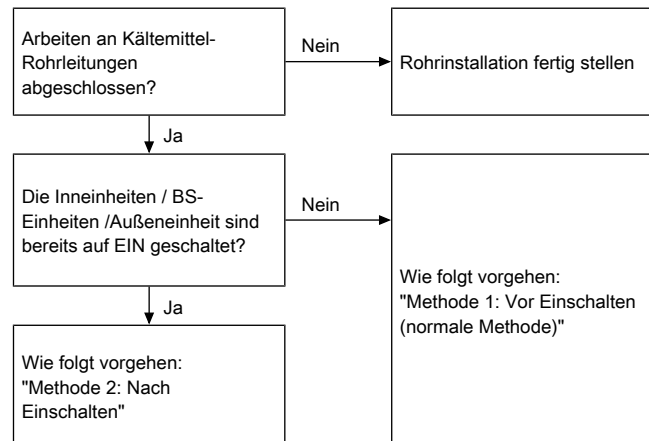 Arbeiten an Kältemittel-
Rohrleitungen
abgeschlossen?
Nein
Rohrinstallation fertig stellen
Ja
Die Inneinheiten / BS-
Einheiten /Außeneinheit sind
bereits auf EIN geschaltet?
Nein
Wie folgt vorgehen:
"Methode 1: Vor Einschalten
(normale Methode)"
Ja
Wie folgt vorgehen:
"Methode 2: Nach
Einschalten"